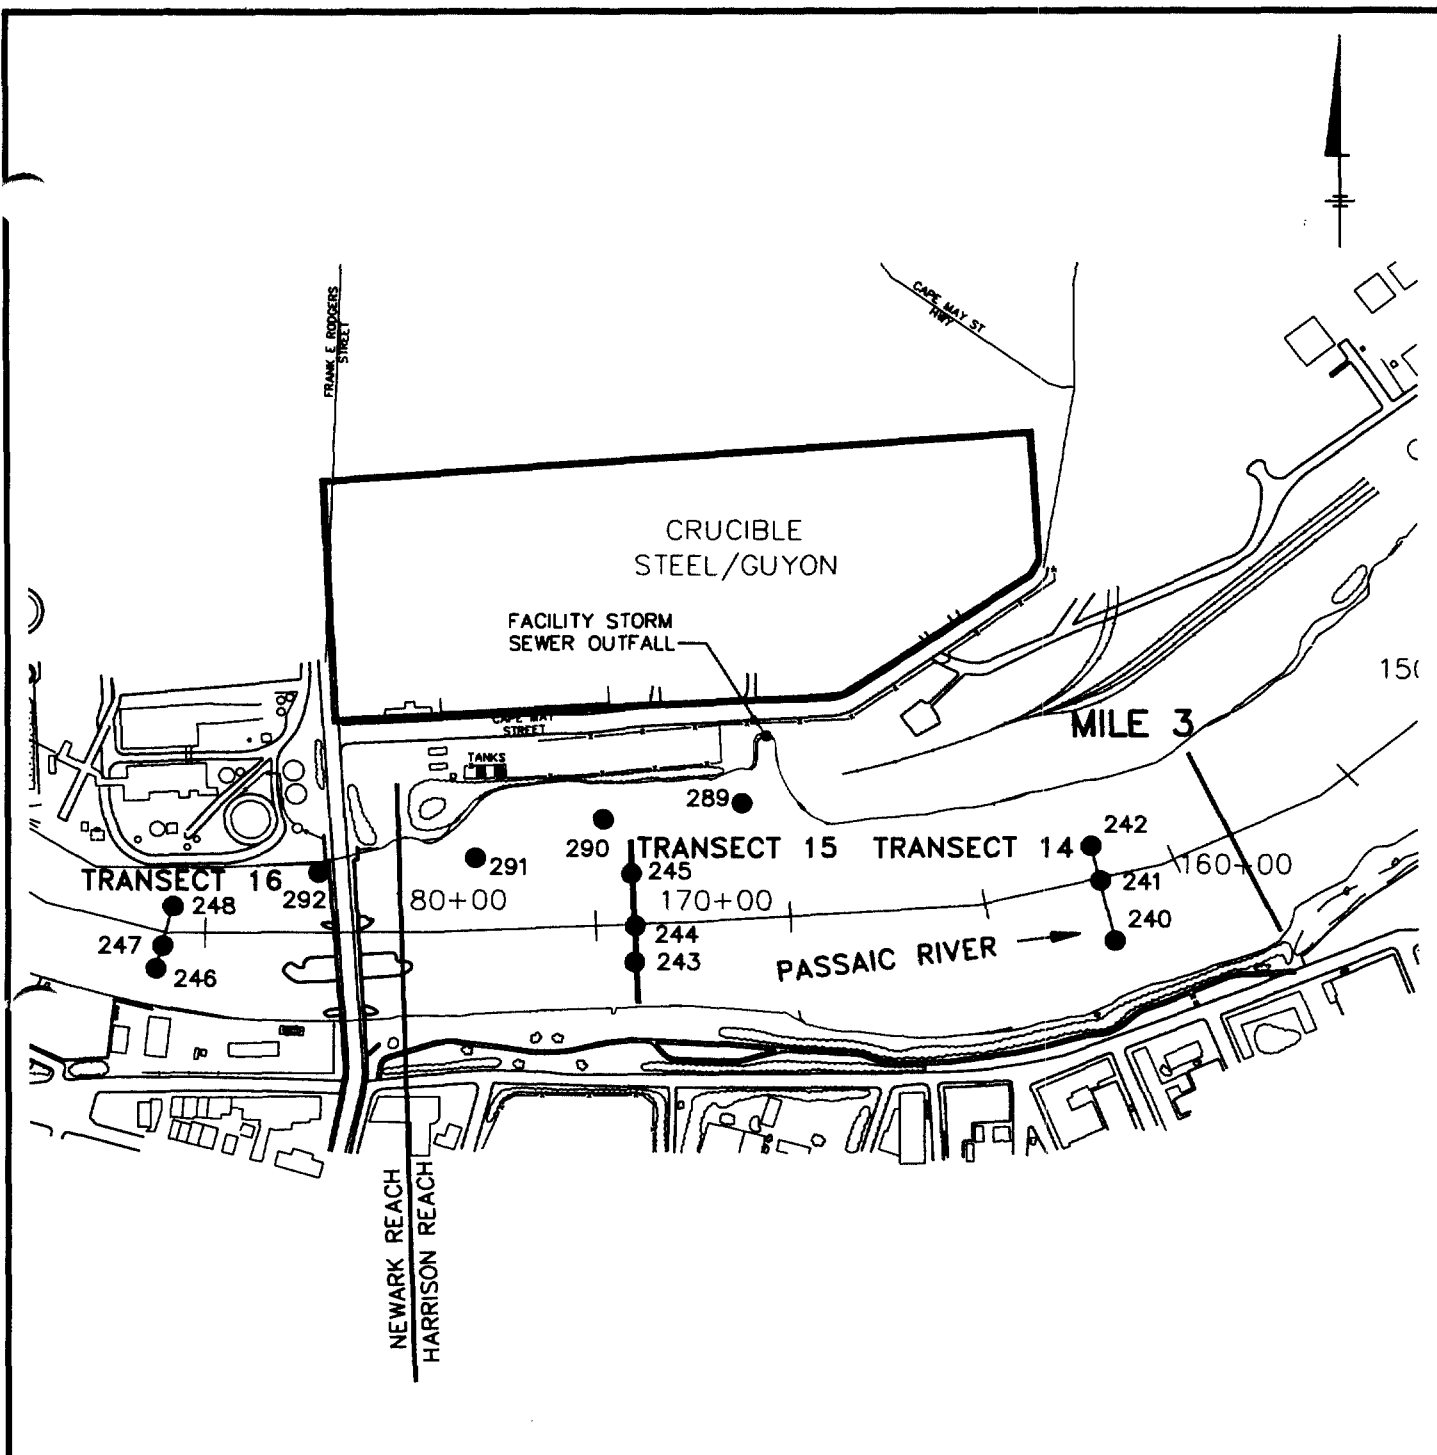 FRANK E RODGERS
STREET
CAPE MAY ST
HWY
CRUCIBLE
STEEL/GUYON
FACILITY STORM
SEWER OUTFALL
CAPE MAY
STREET
TANKS
MILE 3
289
290
TRANSECT 15
TRANSECT 14
242
291
245
241
160+00
TRANSECT 16
292
80+00
170+00
248
247
246
244
243
240
PASSAIC RIVER
NEWARK REACH
HARRISON REACH